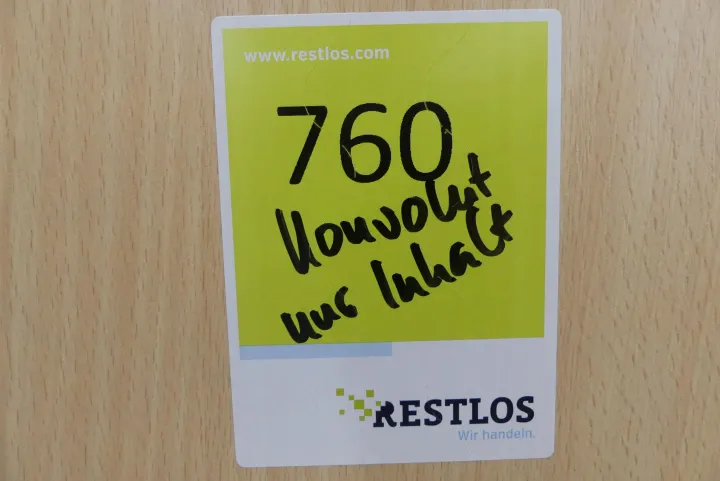 www.restlos.com
760
Konvolut
nur Inhalt
RESTLOS
Wir handeln.